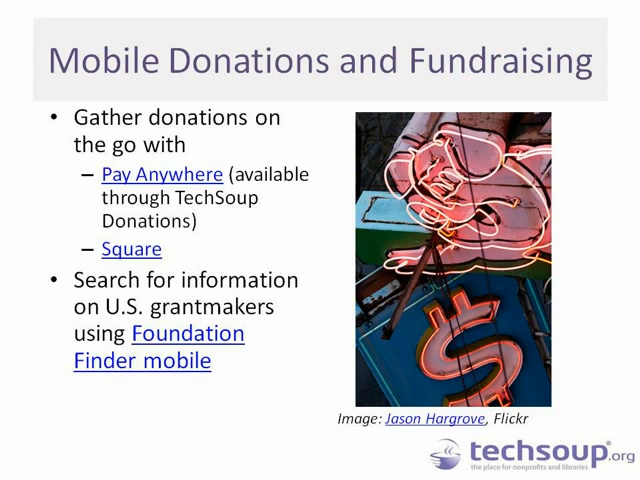 Mobile Donations and Fundraising
• Gather donations on
the go with
– Pay Anywhere (available
through TechSoup
Donations)
– Square
• Search for information
on U.S. grantmakers
using Foundation
Finder mobile
$
Image: Jason Hargrove, Flickr
techsoup.org
the place for nonprofits and libraries